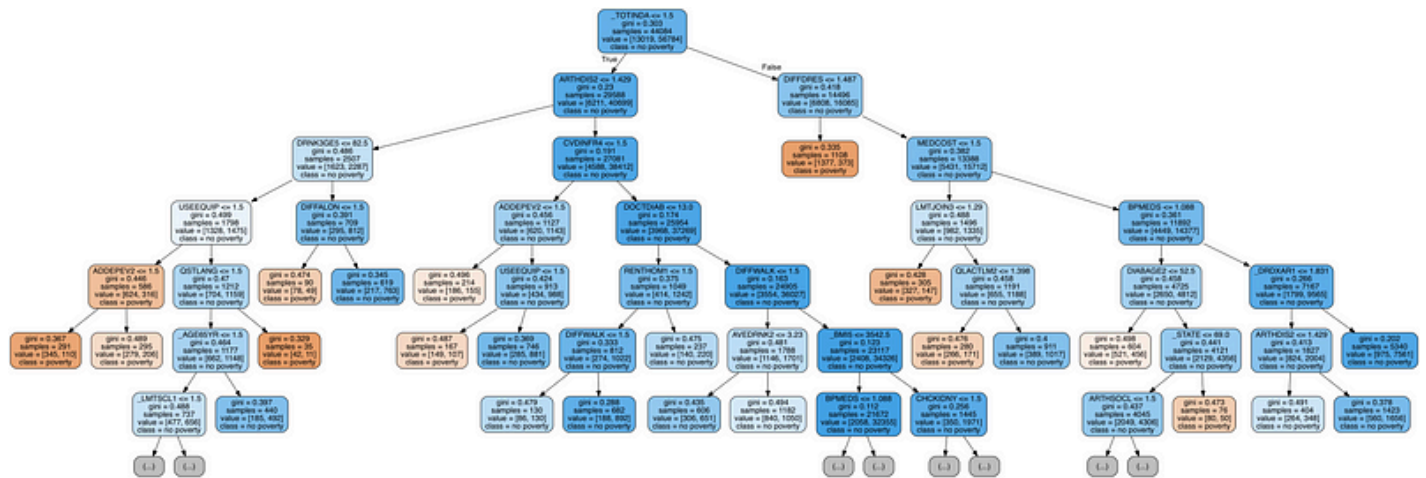 _TOTINDA <= 1.5
gini = 0.303
samples = 44084
value = [13019, 56784]
class = no poverty
True
False
ARTHDIS2 <= 1.429
gini = 0.23
samples = 29588
value = [6211, 40699]
class = no poverty
DIFFDRES <= 1.467
gini = 0.418
samples = 14496
value = [6808, 16085]
class = no poverty
DRNK3GE5 <= 82.5
gini = 0.486
samples = 2507
value = [1623, 2287]
class = no poverty
CVDINFR4 <= 1.5
gini = 0.191
samples = 27081
value = [4588, 38412]
class = no poverty
gini = 0.335
samples = 1108
value = [1377, 373]
class = poverty
MEDCOST <= 1.5
gini = 0.382
samples = 13388
value = [5431, 15712]
class = no poverty
USEEQUIP <= 1.5
gini = 0.499
samples = 1798
value = [1328, 1475]
class = no poverty
DIFFALON <= 1.5
gini = 0.391
samples = 709
value = [295, 812]
class = no poverty
ADDEPEV2 <= 1.5
gini = 0.456
samples = 1127
value = [620, 1143]
class = no poverty
DOCTDIAB <= 13.0
gini = 0.174
samples = 25954
value = [3968, 37269]
class = no poverty
LMTJOIN3 <= 1.29
gini = 0.488
samples = 1496
value = [982, 1335]
class = no poverty
BPMEDS <= 1.088
gini = 0.361
samples = 11892
value = [4449, 14377]
class = no poverty
ADDEPEV2 <= 1.5
gini = 0.446
samples = 586
value = [624, 316]
class = poverty
QSTLANG <= 1.5
gini = 0.47
samples = 1212
value = [704, 1159]
class = no poverty
gini = 0.474
samples = 90
value = [78, 49]
class = poverty
gini = 0.345
samples = 619
value = [217, 763]
class = no poverty
gini = 0.496
samples = 214
value = [186, 155]
class = poverty
USEEQUIP <= 1.5
gini = 0.424
samples = 913
value = [434, 988]
class = no poverty
RENTHOM1 <= 1.5
gini = 0.375
samples = 1049
value = [414, 1242]
class = no poverty
DIFFWALK <= 1.5
gini = 0.163
samples = 24905
value = [3554, 36027]
class = no poverty
gini = 0.428
samples = 305
value = [327, 147]
class = poverty
QLACTLM2 <= 1.398
gini = 0.458
samples = 1191
value = [655, 1188]
class = no poverty
DIABAGE2 <= 52.5
gini = 0.458
samples = 4725
value = [2650, 4812]
class = no poverty
_DRDXAR1 <= 1.831
gini = 0.266
samples = 7167
value = [1799, 9565]
class = no poverty
gini = 0.367
samples = 291
value = [345, 110]
class = poverty
gini = 0.489
samples = 295
value = [279, 206]
class = poverty
_AGE65YR <= 1.5
gini = 0.464
samples = 1177
value = [662, 1148]
class = no poverty
gini = 0.329
samples = 35
value = [42, 11]
class = poverty
gini = 0.487
samples = 167
value = [149, 107]
class = poverty
gini = 0.369
samples = 746
value = [285, 881]
class = no poverty
DIFFWALK <= 1.5
gini = 0.333
samples = 812
value = [274, 1022]
class = no poverty
gini = 0.475
samples = 237
value = [140, 220]
class = no poverty
AVEDRNK2 <= 3.23
gini = 0.481
samples = 1788
value = [1146, 1701]
class = no poverty
_BMI5 <= 3542.5
gini = 0.123
samples = 23117
value = [2408, 34326]
class = no poverty
gini = 0.476
samples = 280
value = [266, 171]
class = poverty
gini = 0.4
samples = 911
value = [389, 1017]
class = no poverty
gini = 0.498
samples = 604
value = [521, 456]
class = poverty
_STATE <= 69.0
gini = 0.441
samples = 4121
value = [2129, 4356]
class = no poverty
ARTHDIS2 <= 1.429
gini = 0.413
samples = 1827
value = [824, 2004]
class = no poverty
gini = 0.202
samples = 5340
value = [975, 7561]
class = no poverty
_LMTSCL1 <= 1.5
gini = 0.488
samples = 737
value = [477, 656]
class = no poverty
gini = 0.397
samples = 440
value = [185, 492]
class = no poverty
gini = 0.479
samples = 130
value = [86, 130]
class = no poverty
gini = 0.288
samples = 682
value = [188, 892]
class = no poverty
gini = 0.435
samples = 606
value = [306, 651]
class = no poverty
gini = 0.494
samples = 1182
value = [840, 1050]
class = no poverty
BPMEDS <= 1.088
gini = 0.112
samples = 21672
value = [2058, 32355]
class = no poverty
CHCKIDNY <= 1.5
gini = 0.256
samples = 1445
value = [350, 1971]
class = no poverty
ARTHSOCL <= 1.5
gini = 0.437
samples = 4045
value = [2049, 4306]
class = no poverty
gini = 0.473
samples = 76
value = [80, 50]
class = poverty
gini = 0.491
samples = 404
value = [264, 348]
class = no poverty
gini = 0.378
samples = 1423
value = [560, 1656]
class = no poverty
(...)
(...)
(...)
(...)
(...)
(...)
(...)
(...)